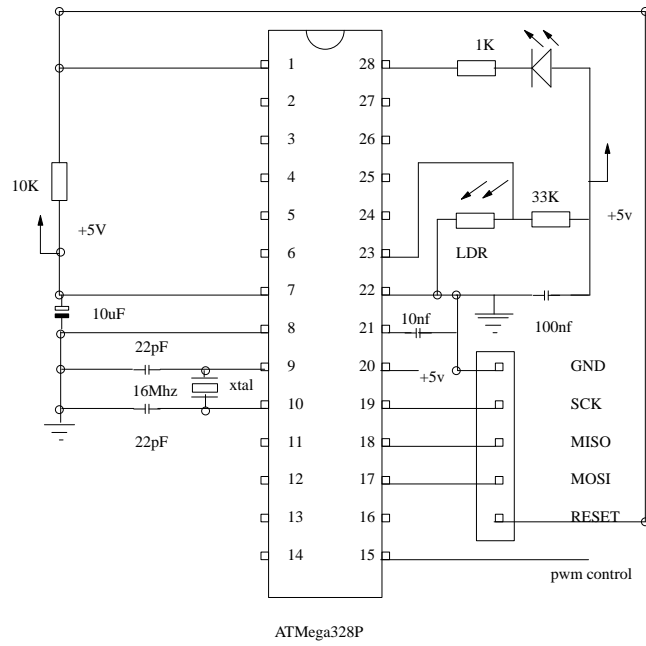 1K
1
28
2
27
3
26
4
25
10K
33K
5
24
+5V
+5v
6
23
LDR
7
22
10uF
10nf
100nf
8
21
22pF
9
20
+5v
GND
16Mhz
xtal
10
19
SCK
22pF
11
18
MISO
12
17
MOSI
13
16
RESET
14
15
pwm control
ATMega328P